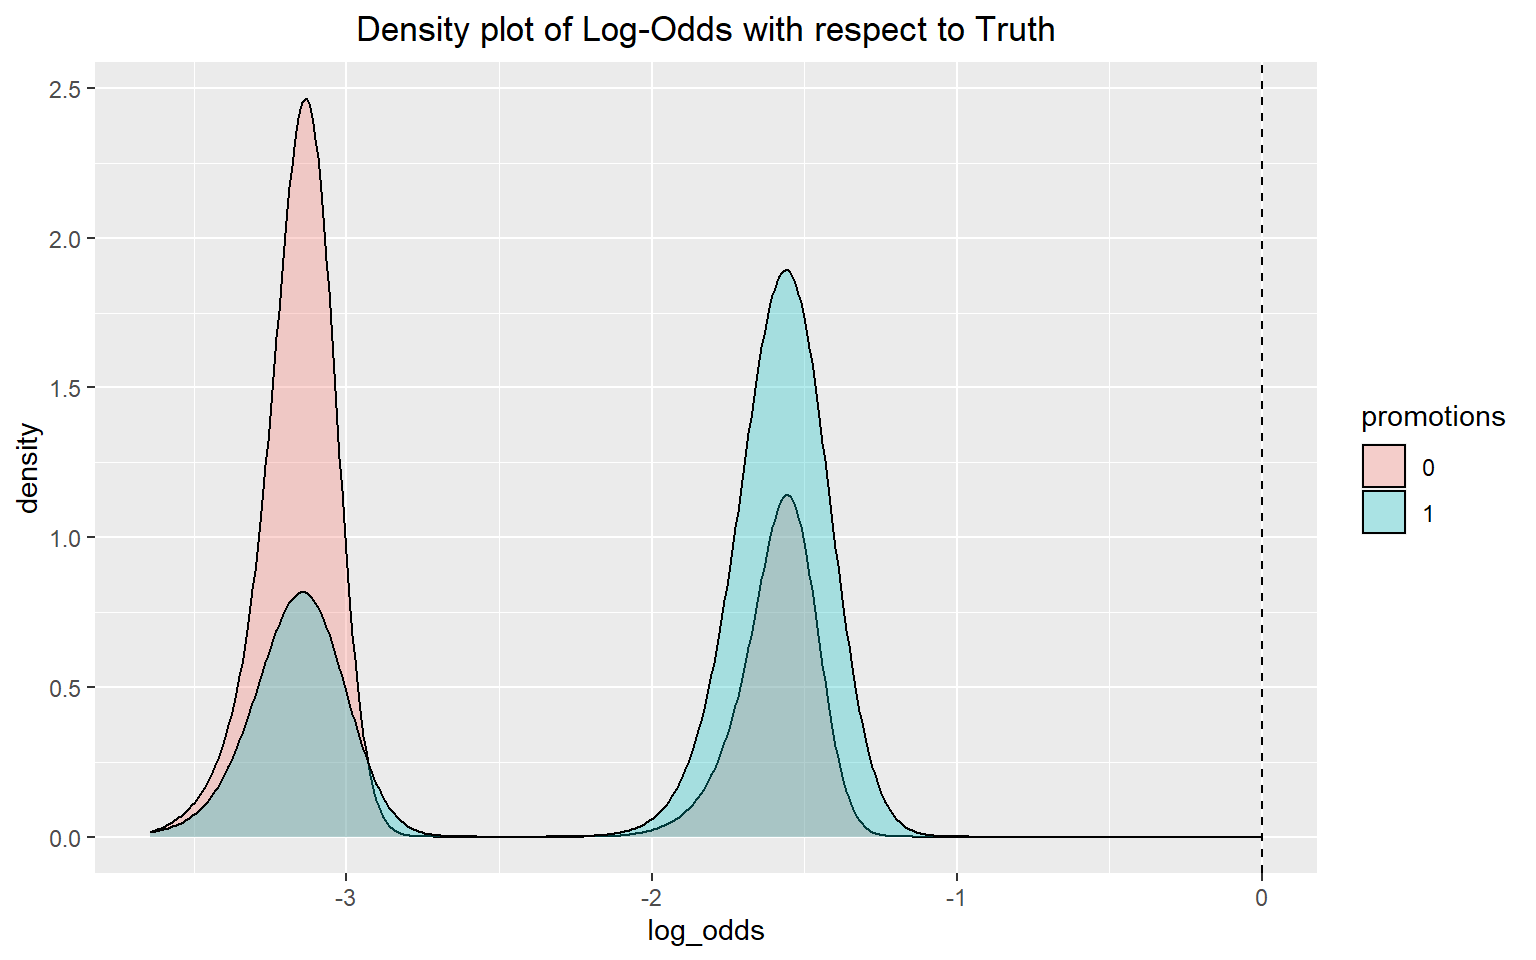 Density plot of Log-Odds with respect to Truth
2.5
2.0
1.5
1.0
0.5
0.0
density
-3 -2 -1 0
log_odds
promotions
0
1